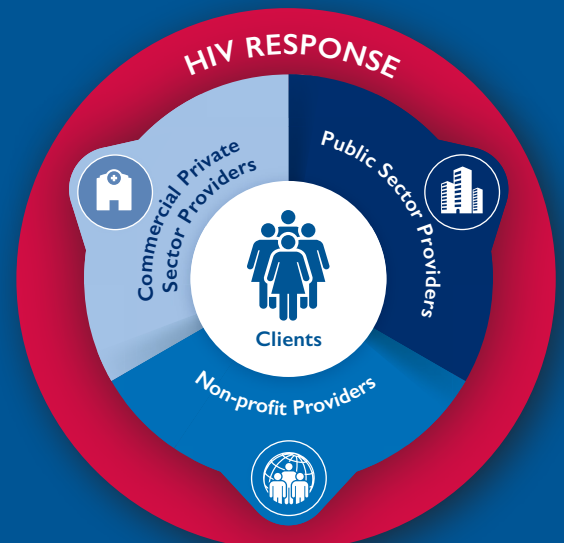 HIV RESPONSE
Commercial Private
Sector Providers
Public Sector Providers
Clients
Non-profit Providers